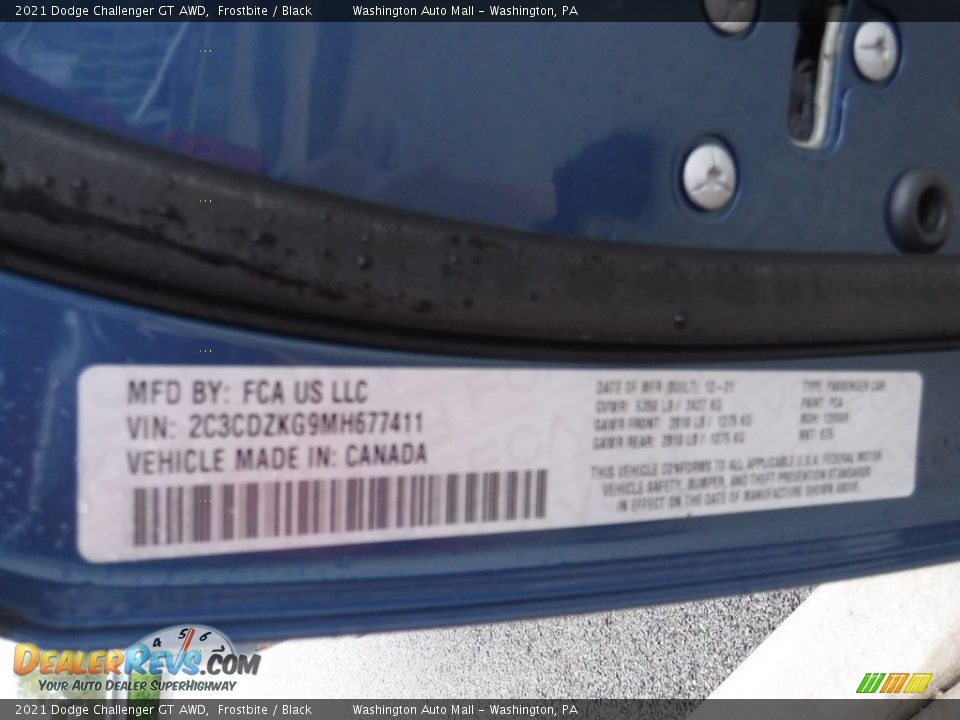 2021 Dodge Challenger GT AWD, Frostbite / Black Washington Auto Mall - Washington, PA
MFD BY: FCA US LLC
VIN: 2C3CDZKG9MH677411
VEHICLE MADE IN: CANADA
DATE OF MFR (BUILT): 12-21
GVWR: 5350 LB / 2427 KG
GAWR FRONT: 2810 LB / 1275 KG
GAWR REAR: 2810 LB / 1275 KG
TYPE: PASSENGER CAR
PAINT: PCA
THIS VEHICLE CONFORMS TO ALL APPLICABLE U.S.A. FEDERAL MOTOR
VEHICLE SAFETY, BUMPER, AND THEFT PREVENTION STANDARDS
IN EFFECT ON THE DATE OF MANUFACTURE SHOWN ABOVE.
4 5 6
DealerRevs.com
Your Auto Dealer SuperHighway
2021 Dodge Challenger GT AWD, Frostbite / Black Washington Auto Mall - Washington, PA